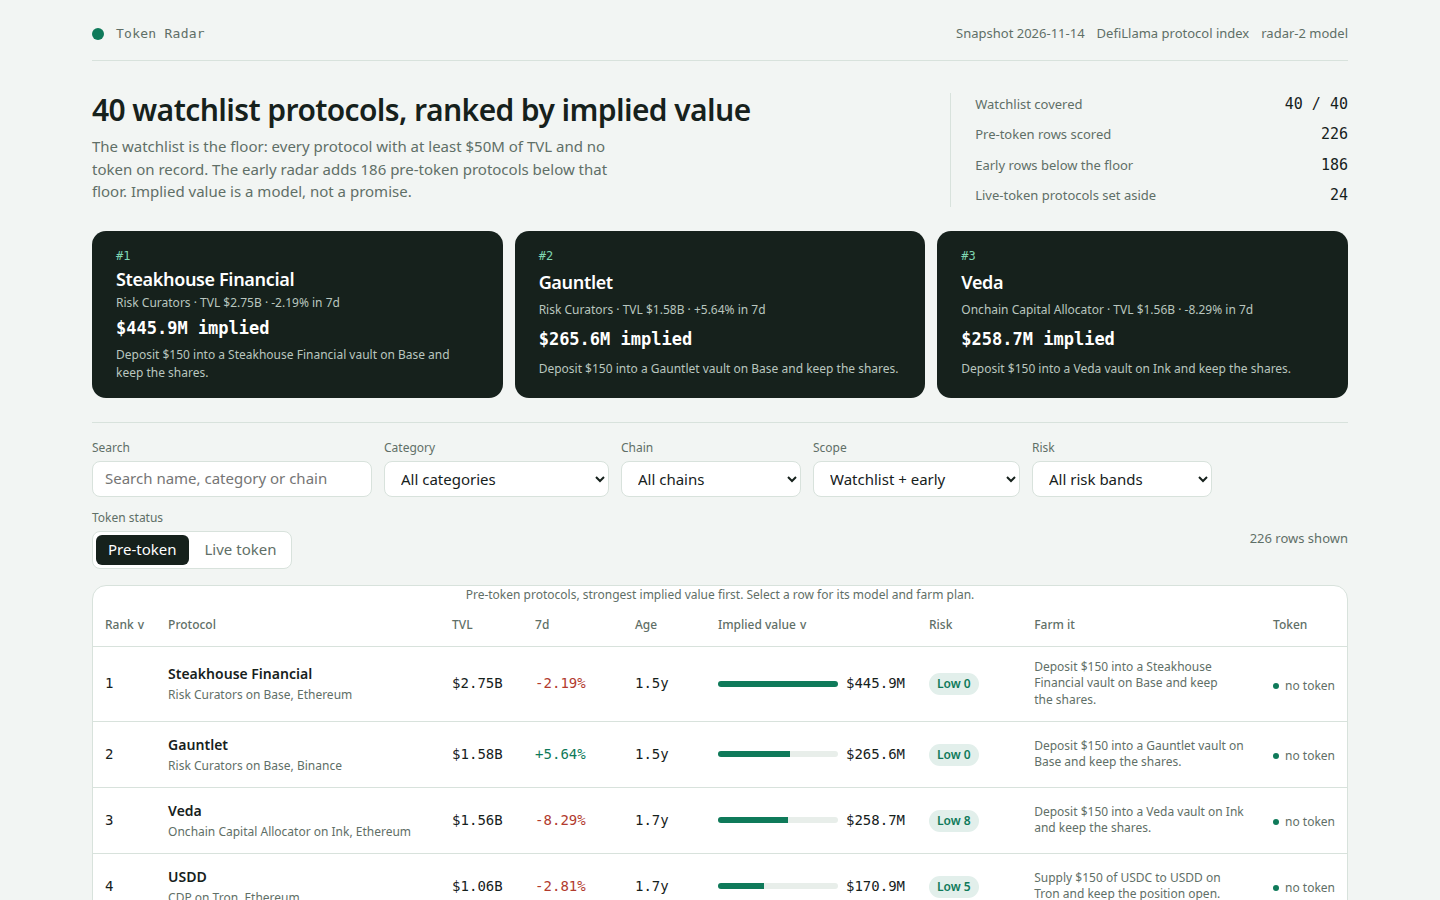 Token Radar
Snapshot 2026-11-14 DefiLlama protocol index radar-2 model
40 watchlist protocols, ranked by implied value
The watchlist is the floor: every protocol with at least $50M of TVL and no
token on record. The early radar adds 186 pre-token protocols below that
floor. Implied value is a model, not a promise.
Watchlist covered 40 / 40
Pre-token rows scored 226
Early rows below the floor 186
Live-token protocols set aside 24
#1
Steakhouse Financial
Risk Curators · TVL $2.75B · -2.19% in 7d
$445.9M implied
Deposit $150 into a Steakhouse Financial vault on Base and
keep the shares.
#2
Gauntlet
Risk Curators · TVL $1.58B · +5.64% in 7d
$265.6M implied
Deposit $150 into a Gauntlet vault on Base and keep the shares.
#3
Veda
Onchain Capital Allocator · TVL $1.56B · -8.29% in 7d
$258.7M implied
Deposit $150 into a Veda vault on Ink and keep the shares.
Search Category Chain Scope Risk
Search name, category or chain All categories All chains Watchlist + early All risk bands
Token status
Pre-token Live token
226 rows shown
Pre-token protocols, strongest implied value first. Select a row for its model and farm plan.
Rank v Protocol TVL 7d Age Implied value v Risk Farm it Token
1
Steakhouse Financial
Risk Curators on Base, Ethereum
$2.75B -2.19% 1.5y $445.9M Low 0
Deposit $150 into a Steakhouse
Financial vault on Base and keep
the shares.
no token
2
Gauntlet
Risk Curators on Base, Binance
$1.58B +5.64% 1.5y $265.6M Low 0
Deposit $150 into a Gauntlet vault on
Base and keep the shares.
no token
3
Veda
Onchain Capital Allocator on Ink, Ethereum
$1.56B -8.29% 1.7y $258.7M Low 8
Deposit $150 into a Veda vault on Ink
and keep the shares.
no token
4
USDD
CDP on Tron, Ethereum
$1.06B -2.81% 1.7y $170.9M Low 5
Supply $150 of USDC to USDD on
Tron and keep the position open.
no token